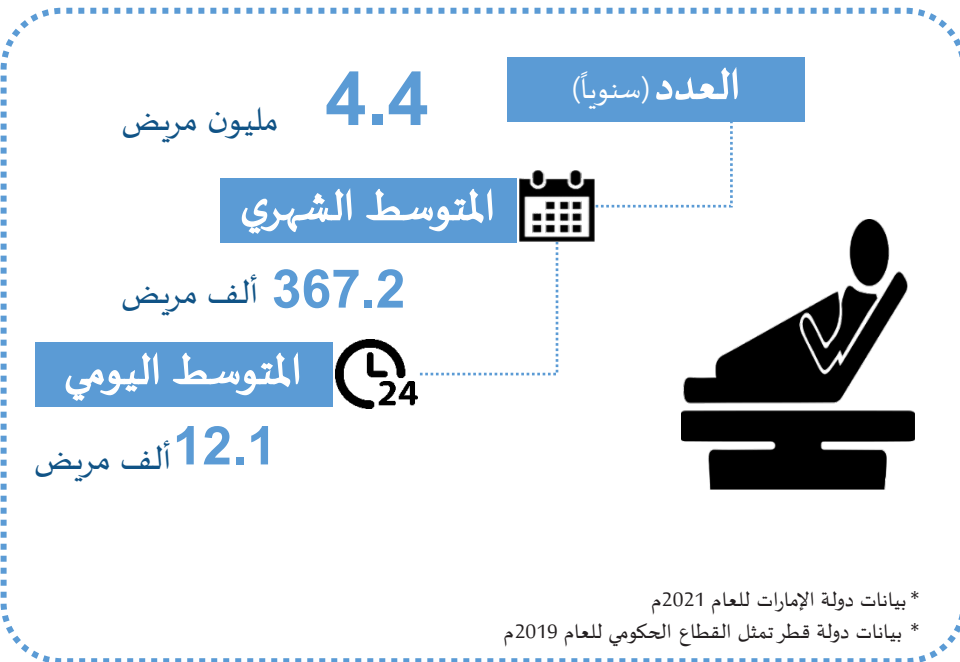 العدد (سنوياً)
4.4 مليون مريض
المتوسط الشهري
367.2 ألف مريض
المتوسط اليومي
24
12.1 ألف مريض
* بيانات دولة الإمارات للعام 2021م
* بيانات دولة قطر تمثل القطاع الحكومي للعام 2019م